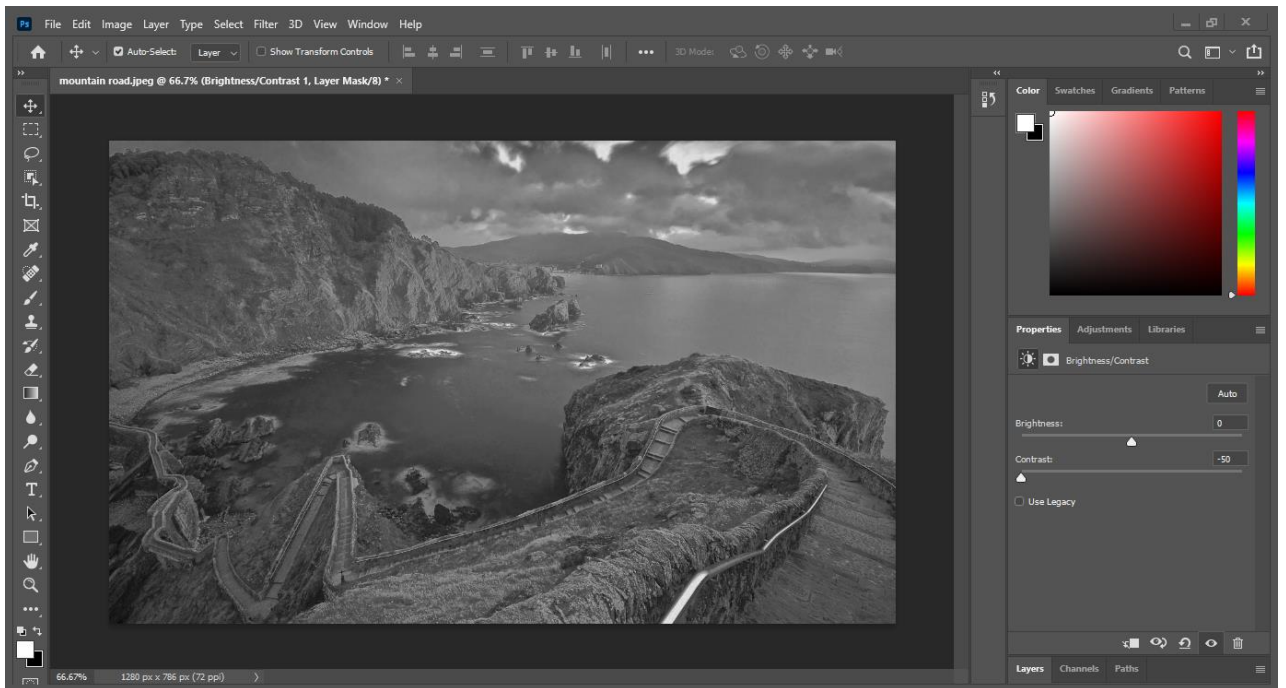 Ps File Edit Image Layer Type Select Filter 3D View Window Help
Auto-Select: Layer Show Transform Controls 3D Mode:
mountain road.jpeg @ 66.7% (Brightness/Contrast 1, Layer Mask/8) * ×
Color Swatches Gradients Patterns
Properties Adjustments Libraries
Brightness/Contrast
Auto
Brightness: 0
Contrast: -50
Use Legacy
Layers Channels Paths
66.67% 1280 px x 786 px (72 ppi)